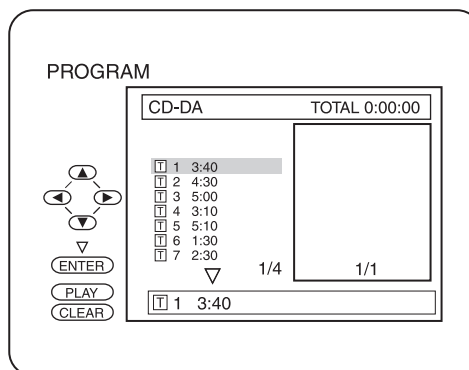 PROGRAM
CD-DA TOTAL 0:00:00
T 1 3:40
T 2 4:30
T 3 5:00
T 4 3:10
T 5 5:10
T 6 1:30
T 7 2:30
1/4
1/1
ENTER
PLAY
CLEAR
T 1 3:40